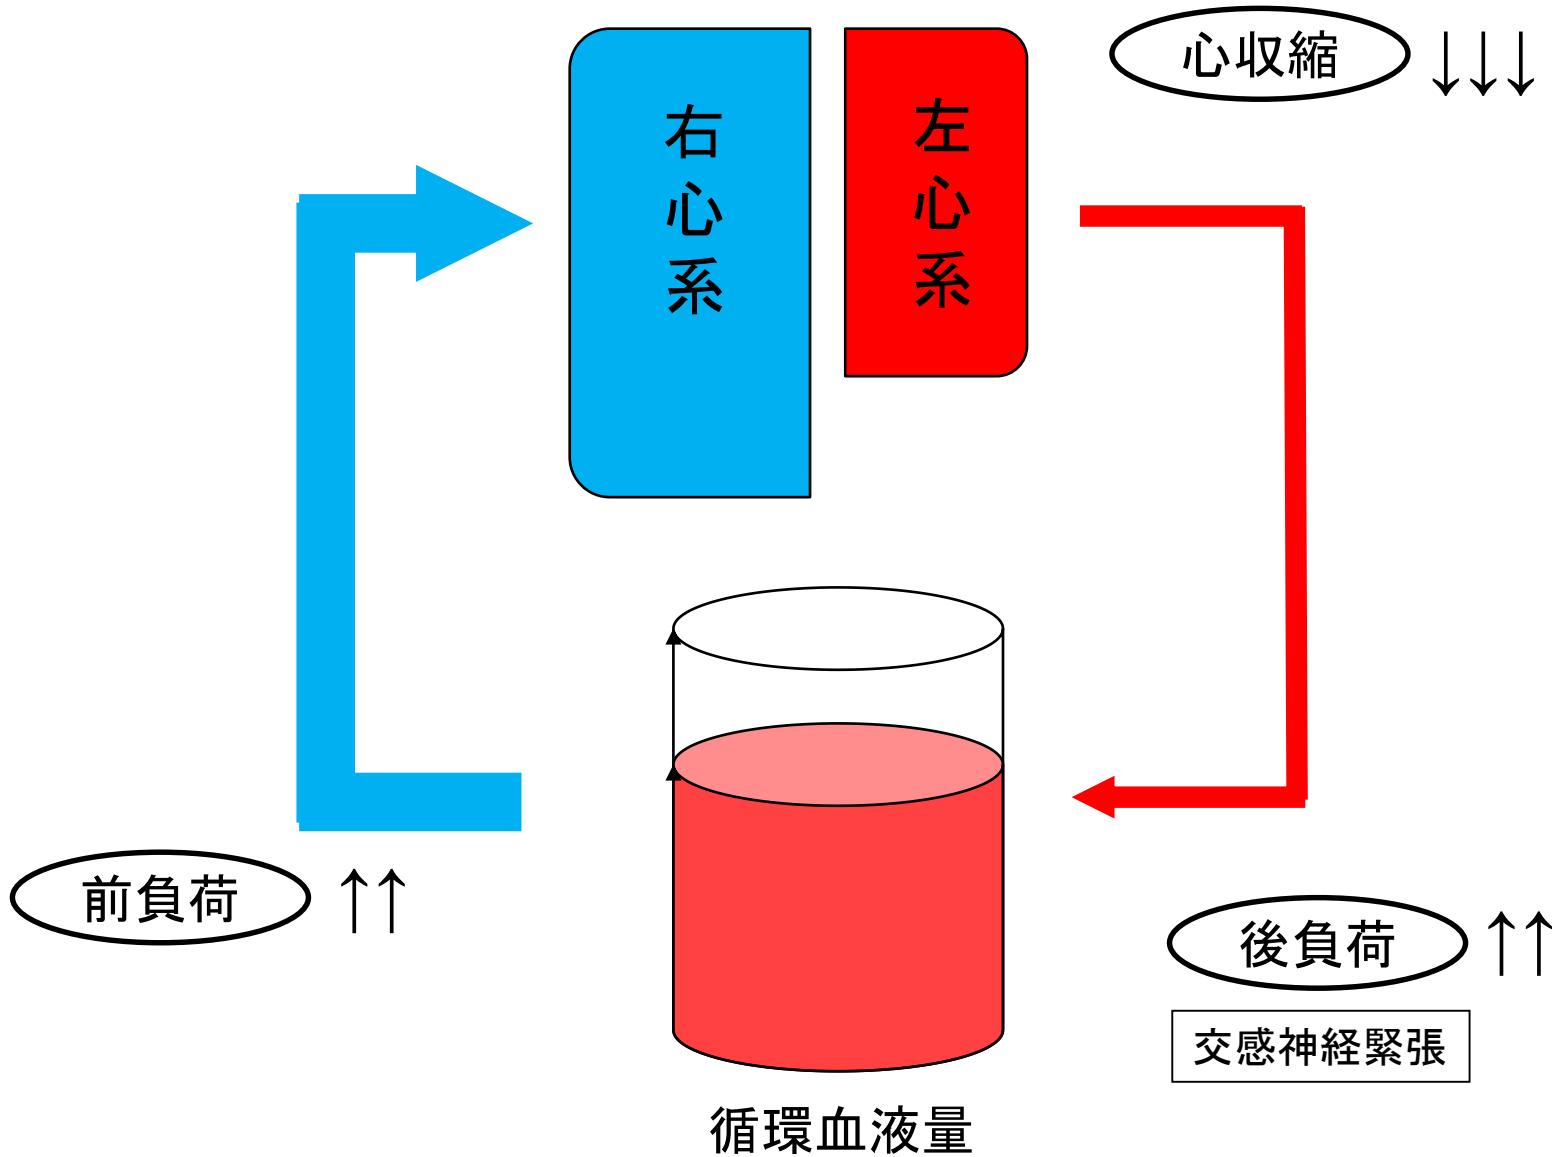 心収縮 ↓↓↓
右心系
左心系
前負荷 ↑↑
後負荷 ↑↑
交感神経緊張
循環血液量